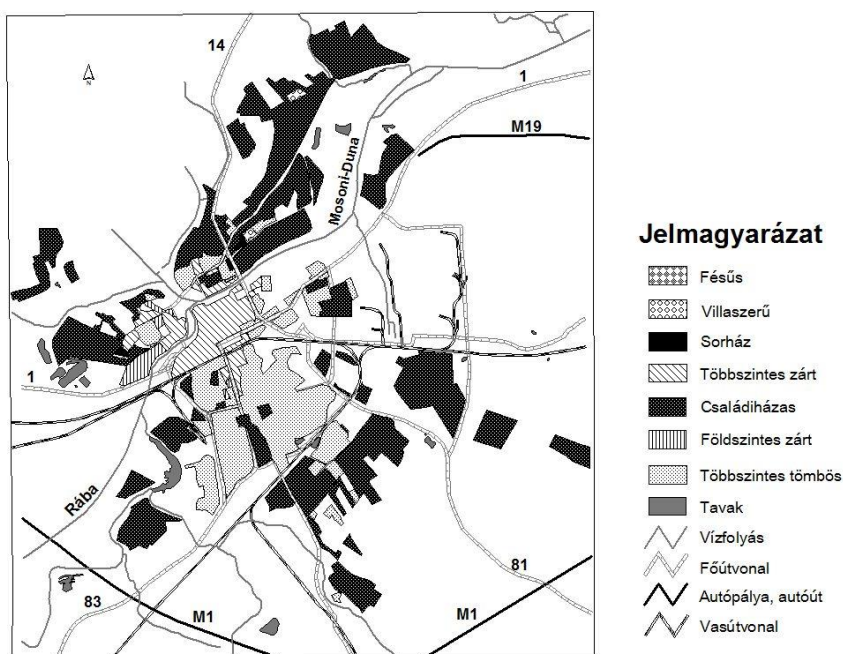 14
1
M19
Mosoni-Duna
1
Rába
81
83
M1
M1
N
Jelmagyarázat
Fésűs
Villaszerű
Sorház
Többszintes zárt
Családiházas
Földszintes zárt
Többszintes tömbös
Tavak
Vízfolyás
Főútvonal
Autópálya, autóút
Vasútvonal